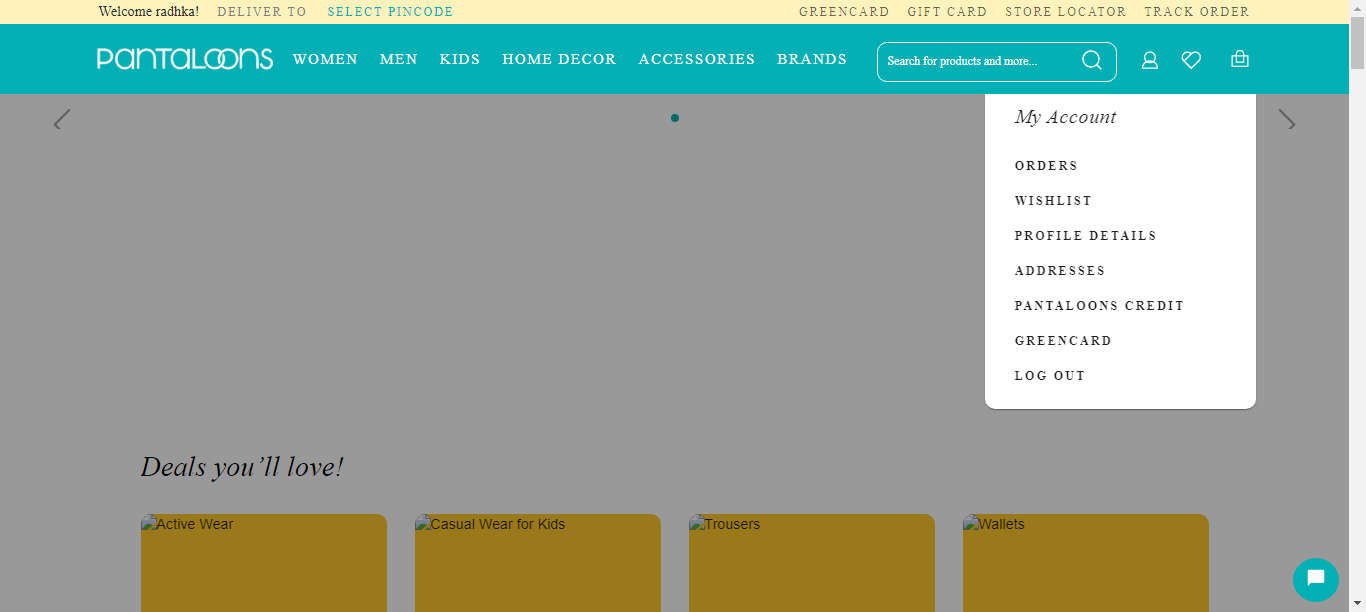 Welcome radhka! DELIVER TO SELECT PINCODE GREENCARD GIFT CARD STORE LOCATOR TRACK ORDER
PANTALOONS WOMEN MEN KIDS HOME DECOR ACCESSORIES BRANDS Search for products and more...
My Account
ORDERS
WISHLIST
PROFILE DETAILS
ADDRESSES
PANTALOONS CREDIT
GREENCARD
LOG OUT
Deals you’ll love!
Active Wear Casual Wear for Kids Trousers Wallets